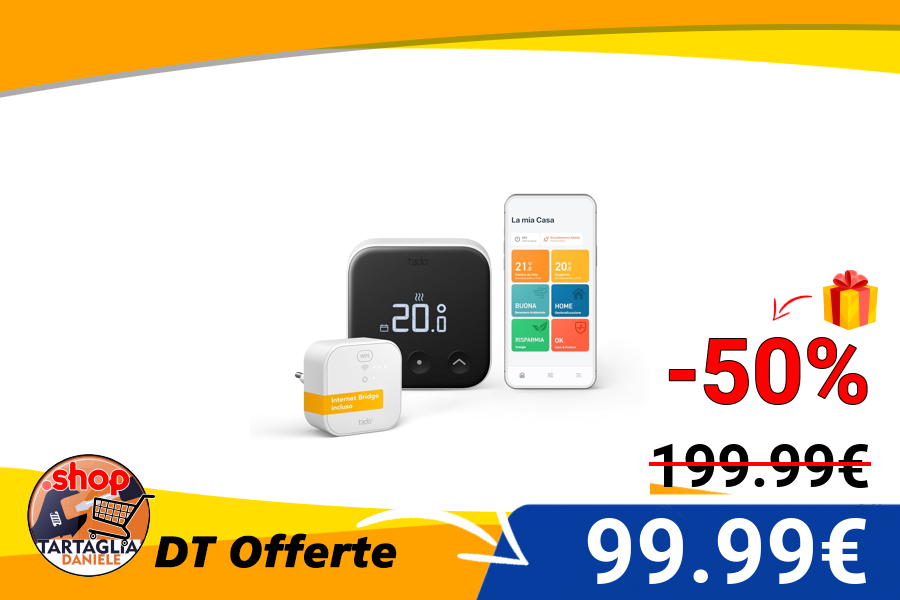 La mia Casa
tado°
21.
20.
20.0°
BUONA
HOME
RISPARMIA
Energia
OK
Internet Bridge
incluso
tado°
-50%
199.99€
99.99€
.shop
TARTAGLIA
DANIELE
DT Offerte